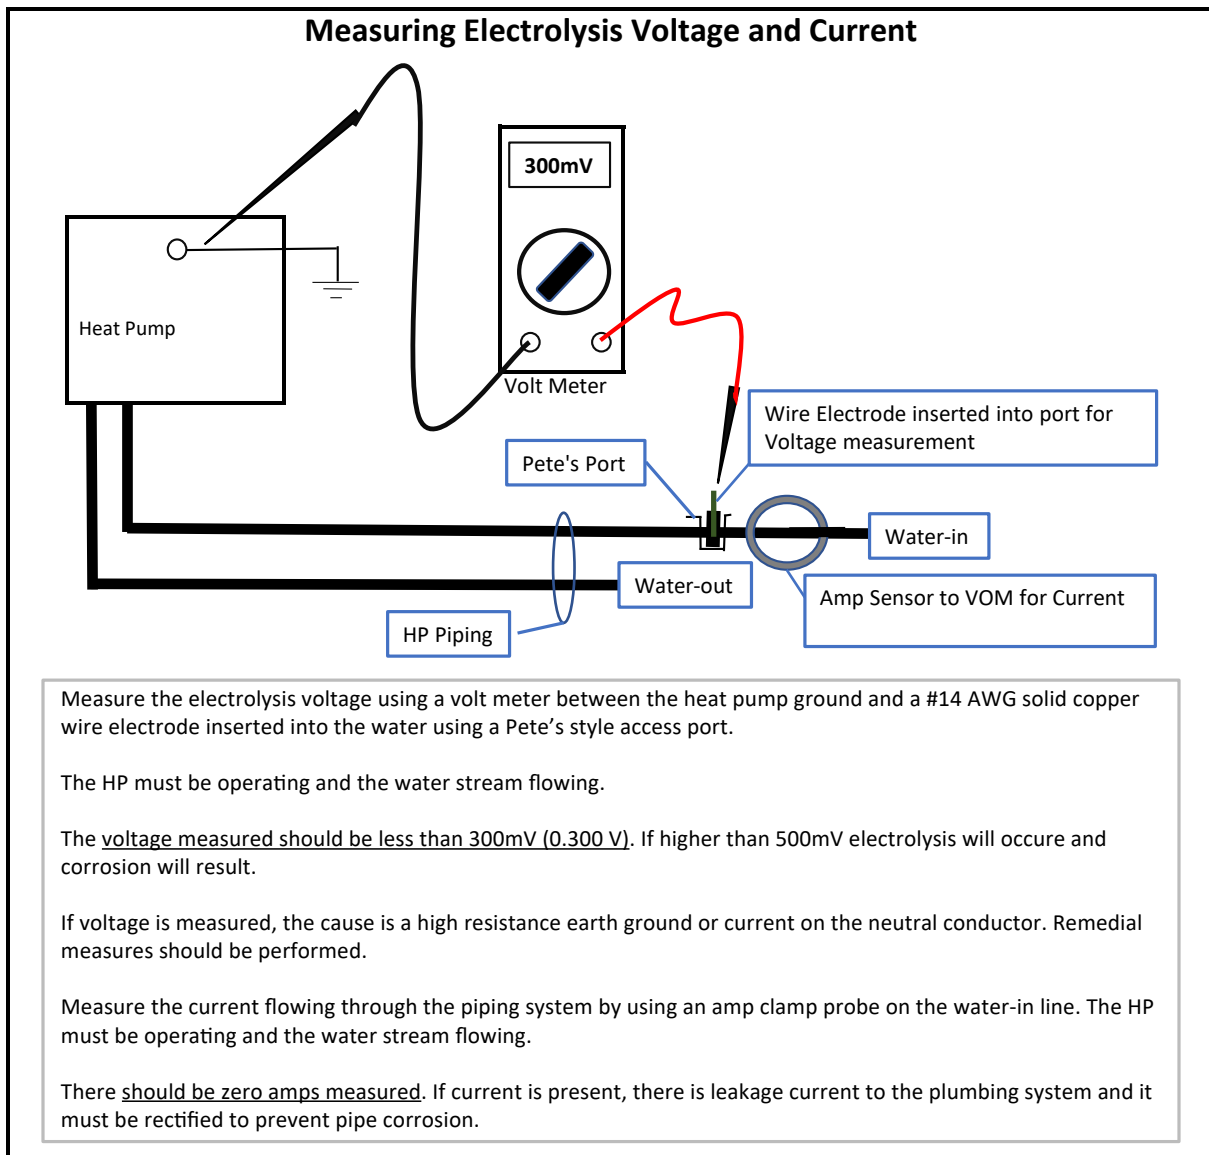 Measuring Electrolysis Voltage and Current
300mV
Heat Pump
Volt Meter
Wire Electrode inserted into port for
Voltage measurement
Pete's Port
Water-in
Water-out
Amp Sensor to VOM for Current
HP Piping
Measure the electrolysis voltage using a volt meter between the heat pump ground and a #14 AWG solid copper
wire electrode inserted into the water using a Pete’s style access port.
The HP must be operating and the water stream flowing.
The voltage measured should be less than 300mV (0.300 V). If higher than 500mV electrolysis will occure and
corrosion will result.
If voltage is measured, the cause is a high resistance earth ground or current on the neutral conductor. Remedial
measures should be performed.
Measure the current flowing through the piping system by using an amp clamp probe on the water-in line. The HP
must be operating and the water stream flowing.
There should be zero amps measured. If current is present, there is leakage current to the plumbing system and it
must be rectified to prevent pipe corrosion.